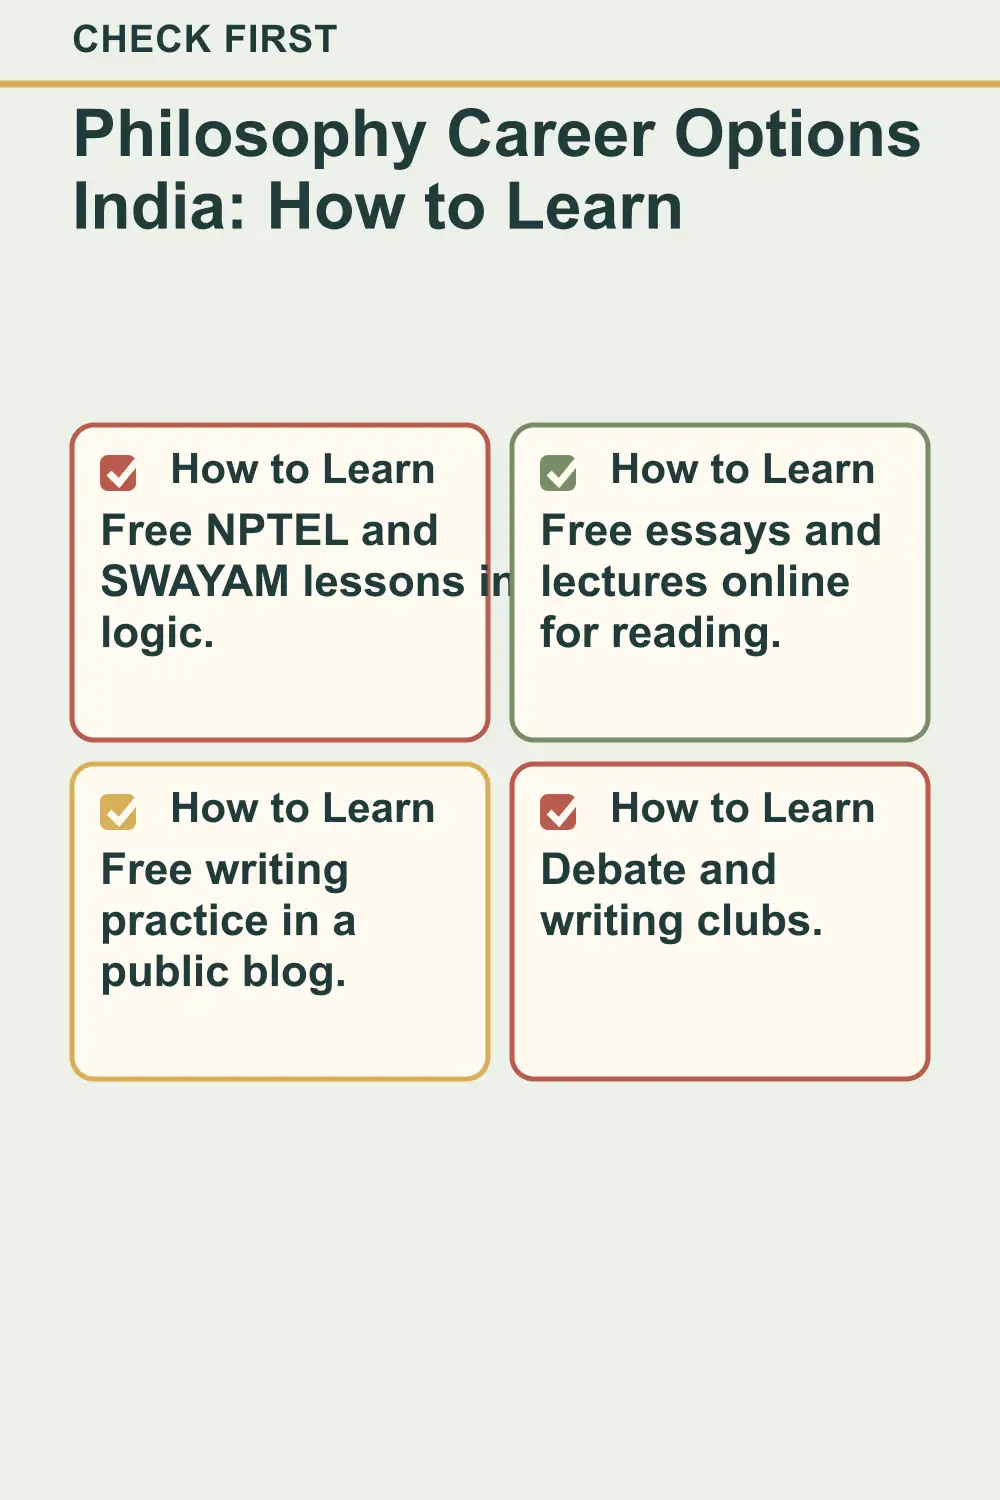 CHECK FIRST
Philosophy Career Options
India: How to Learn
How to Learn
Free NPTEL and
SWAYAM lessons in
logic.
How to Learn
Free essays and
lectures online
for reading.
How to Learn
Free writing
practice in a
public blog.
How to Learn
Debate and
writing clubs.